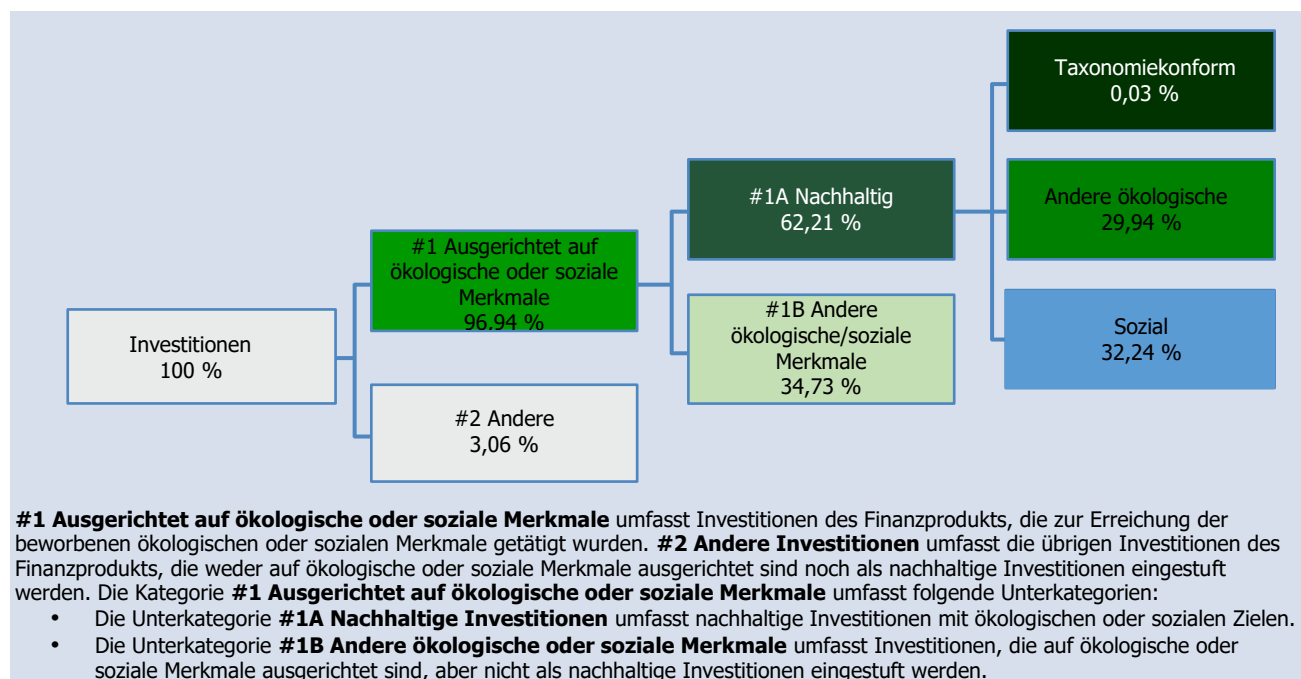 Taxonomiekonform
0,03 %
#1A Nachhaltig
62,21 %
Andere ökologische
29,94 %
#1 Ausgerichtet auf
ökologische oder soziale
Merkmale
96,94 %
#1B Andere
ökologische/soziale
Merkmale
34,73 %
Sozial
32,24 %
Investitionen
100 %
#2 Andere
3,06 %
#1 Ausgerichtet auf ökologische oder soziale Merkmale umfasst Investitionen des Finanzprodukts, die zur Erreichung der
beworbenen ökologischen oder sozialen Merkmale getätigt wurden. #2 Andere Investitionen umfasst die übrigen Investitionen des
Finanzprodukts, die weder auf ökologische oder soziale Merkmale ausgerichtet sind noch als nachhaltige Investitionen eingestuft
werden. Die Kategorie #1 Ausgerichtet auf ökologische oder soziale Merkmale umfasst folgende Unterkategorien:
• Die Unterkategorie #1A Nachhaltige Investitionen umfasst nachhaltige Investitionen mit ökologischen oder sozialen Zielen.
• Die Unterkategorie #1B Andere ökologische oder soziale Merkmale umfasst Investitionen, die auf ökologische oder
soziale Merkmale ausgerichtet sind, aber nicht als nachhaltige Investitionen eingestuft werden.